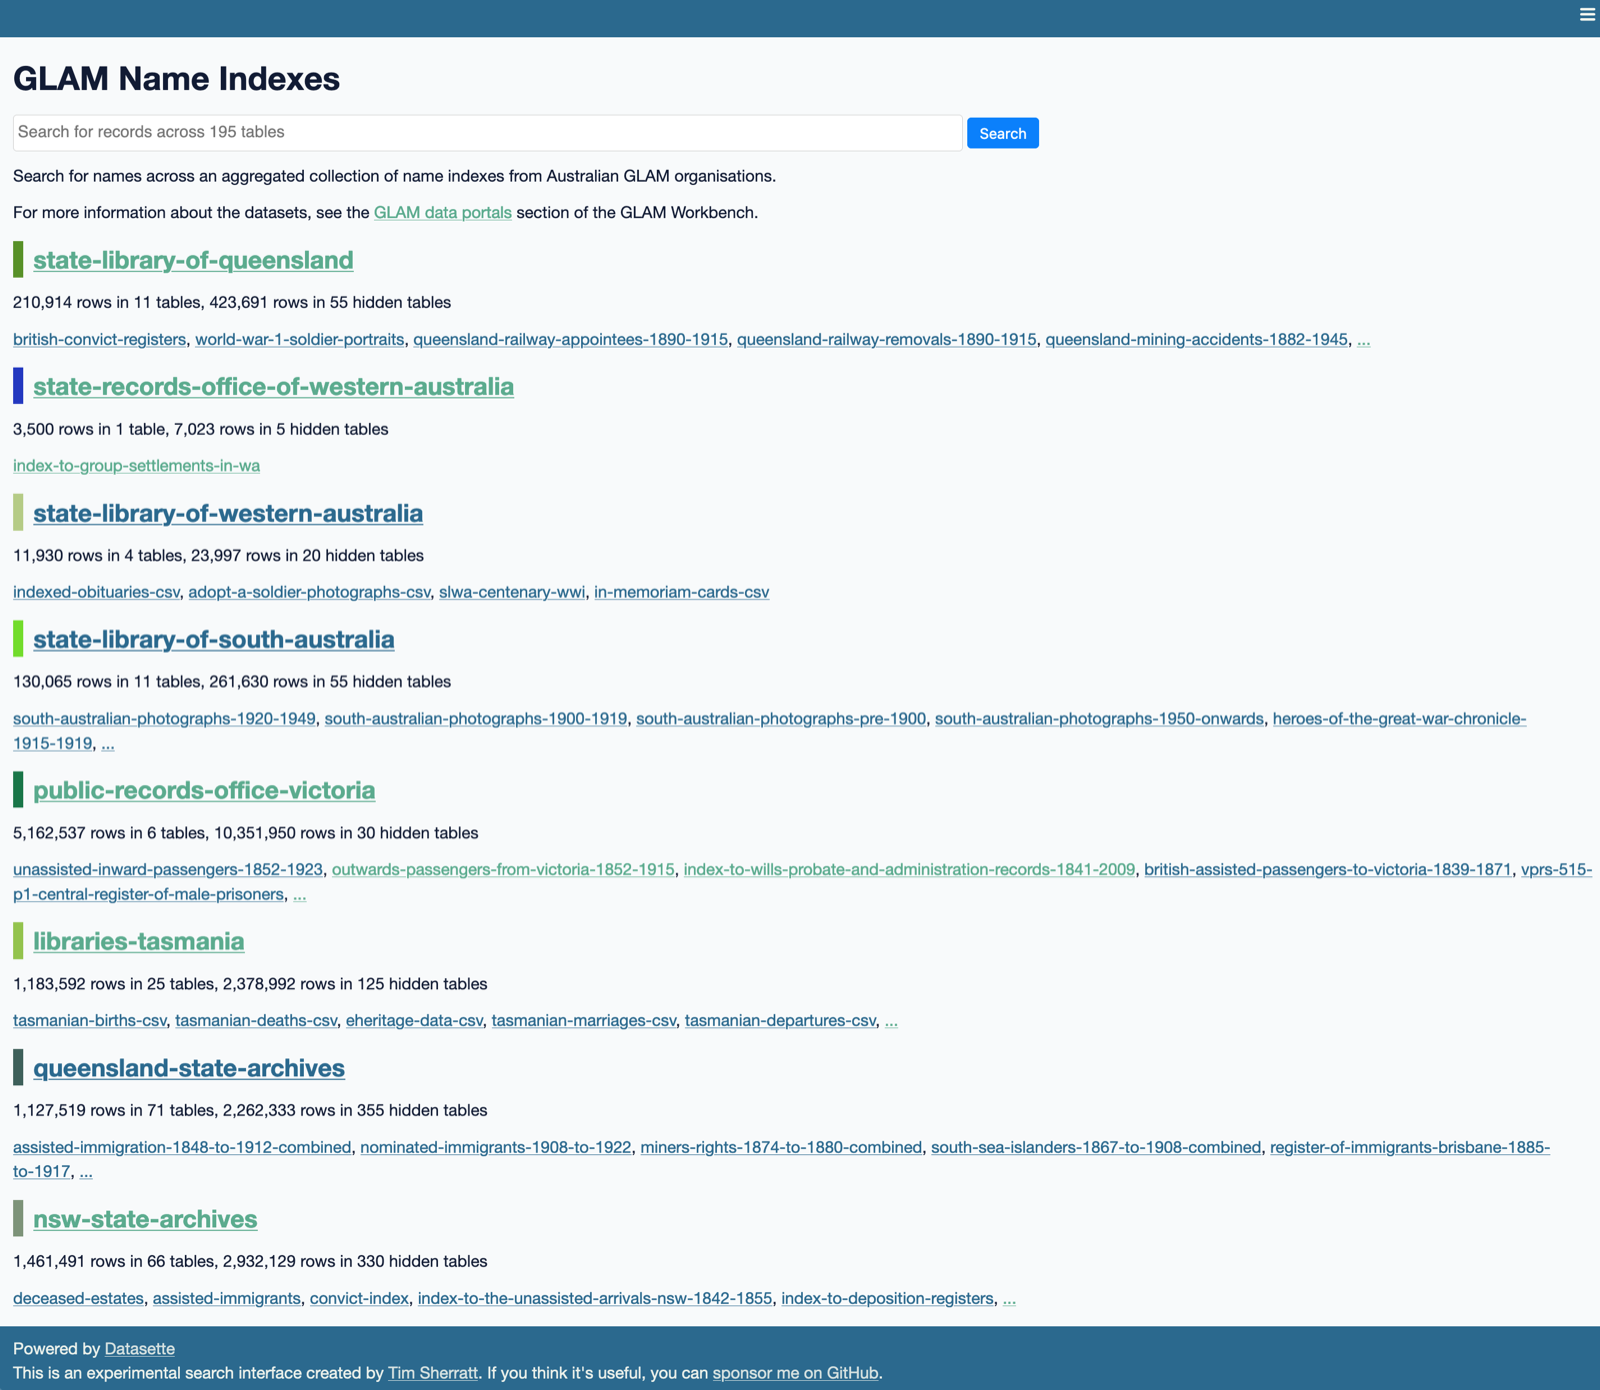 GLAM Name Indexes
Search for records across 195 tables
Search
Search for names across an aggregated collection of name indexes from Australian GLAM organisations.
For more information about the datasets, see the GLAM data portals section of the GLAM Workbench.
state-library-of-queensland
210,914 rows in 11 tables, 423,691 rows in 55 hidden tables
british-convict-registers, world-war-1-soldier-portraits, queensland-railway-appointees-1890-1915, queensland-railway-removals-1890-1915, queensland-mining-accidents-1882-1945, ...
state-records-office-of-western-australia
3,500 rows in 1 table, 7,023 rows in 5 hidden tables
index-to-group-settlements-in-wa
state-library-of-western-australia
11,930 rows in 4 tables, 23,997 rows in 20 hidden tables
indexed-obituaries-csv, adopt-a-soldier-photographs-csv, slwa-centenary-wwi, in-memoriam-cards-csv
state-library-of-south-australia
130,065 rows in 11 tables, 261,630 rows in 55 hidden tables
south-australian-photographs-1920-1949, south-australian-photographs-1900-1919, south-australian-photographs-pre-1900, south-australian-photographs-1950-onwards, heroes-of-the-great-war-chronicle-
1915-1919, ...
public-records-office-victoria
5,162,537 rows in 6 tables, 10,351,950 rows in 30 hidden tables
unassisted-inward-passengers-1852-1923, outwards-passengers-from-victoria-1852-1915, index-to-wills-probate-and-administration-records-1841-2009, british-assisted-passengers-to-victoria-1839-1871, vprs-515-
p1-central-register-of-male-prisoners, ...
libraries-tasmania
1,183,592 rows in 25 tables, 2,378,992 rows in 125 hidden tables
tasmanian-births-csv, tasmanian-deaths-csv, eheritage-data-csv, tasmanian-marriages-csv, tasmanian-departures-csv, ...
queensland-state-archives
1,127,519 rows in 71 tables, 2,262,333 rows in 355 hidden tables
assisted-immigration-1848-to-1912-combined, nominated-immigrants-1908-to-1922, miners-rights-1874-to-1880-combined, south-sea-islanders-1867-to-1908-combined, register-of-immigrants-brisbane-1885-
to-1917, ...
nsw-state-archives
1,461,491 rows in 66 tables, 2,932,129 rows in 330 hidden tables
deceased-estates, assisted-immigrants, convict-index, index-to-the-unassisted-arrivals-nsw-1842-1855, index-to-deposition-registers, ...
Powered by Datasette
This is an experimental search interface created by Tim Sherratt. If you think it's useful, you can sponsor me on GitHub.